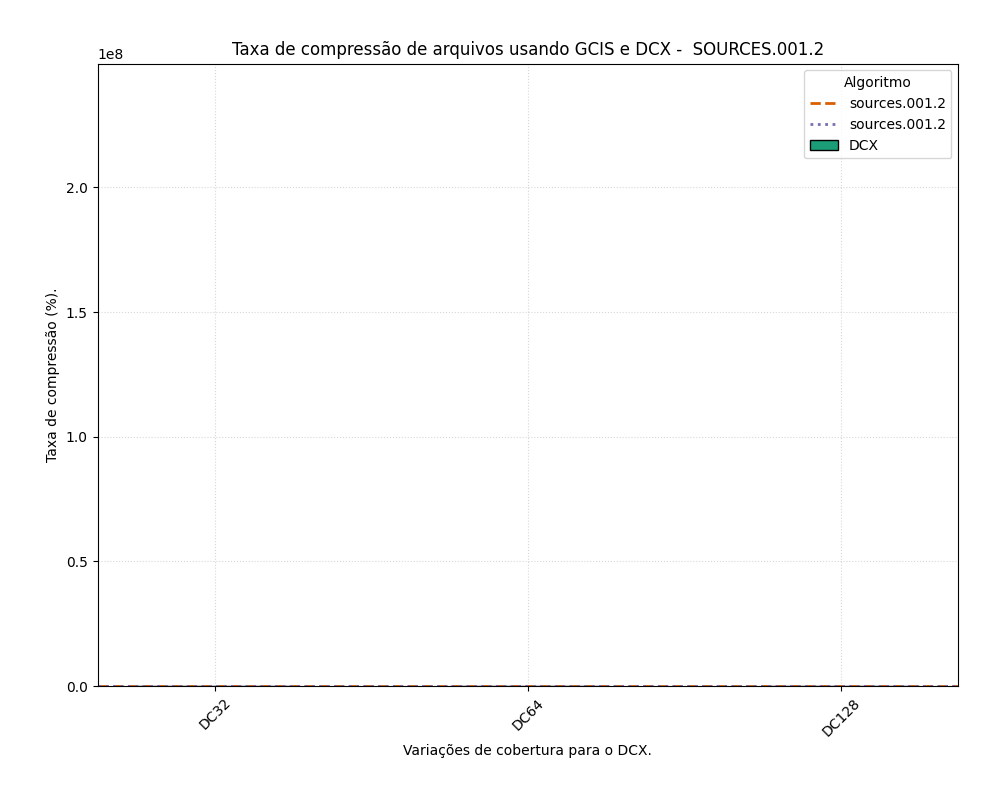 Taxa de compressão de arquivos usando GCIS e DCX -  SOURCES.001.2
1e8
Algoritmo
sources.001.2
sources.001.2
DCX
2.0
1.5
1.0
0.5
0.0
Taxa de compressão (%).
DC32
DC64
DC128
Variações de cobertura para o DCX.